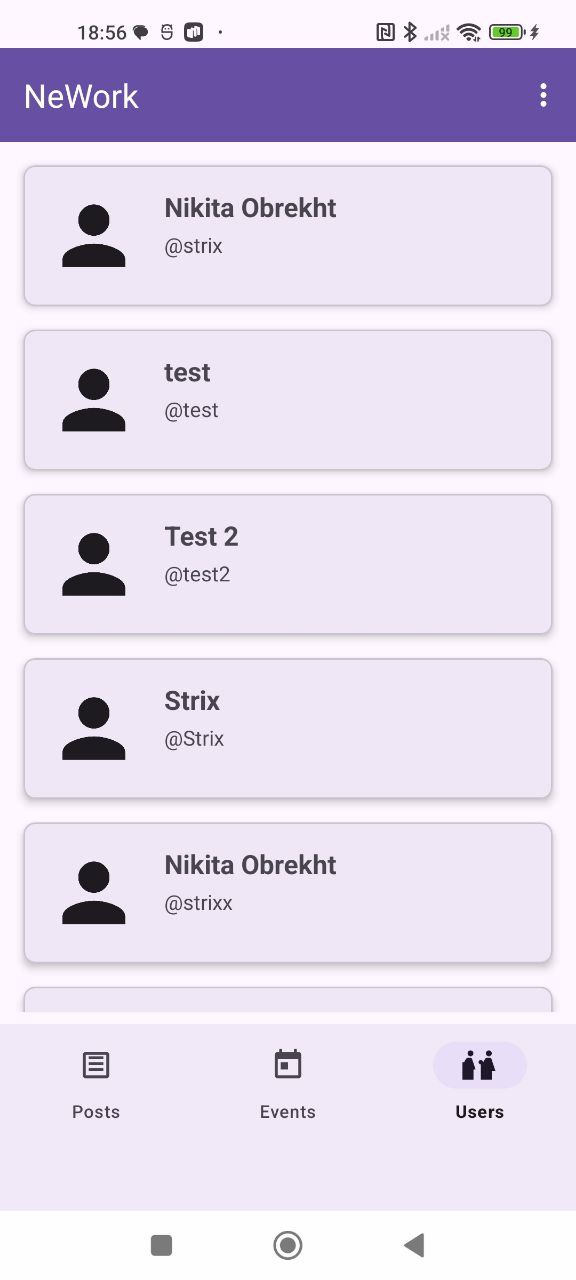 18:56
99
NeWork
Nikita Obrekht
@strix
test
@test
Test 2
@test2
Strix
@Strix
Nikita Obrekht
@strixx
Posts
Events
Users